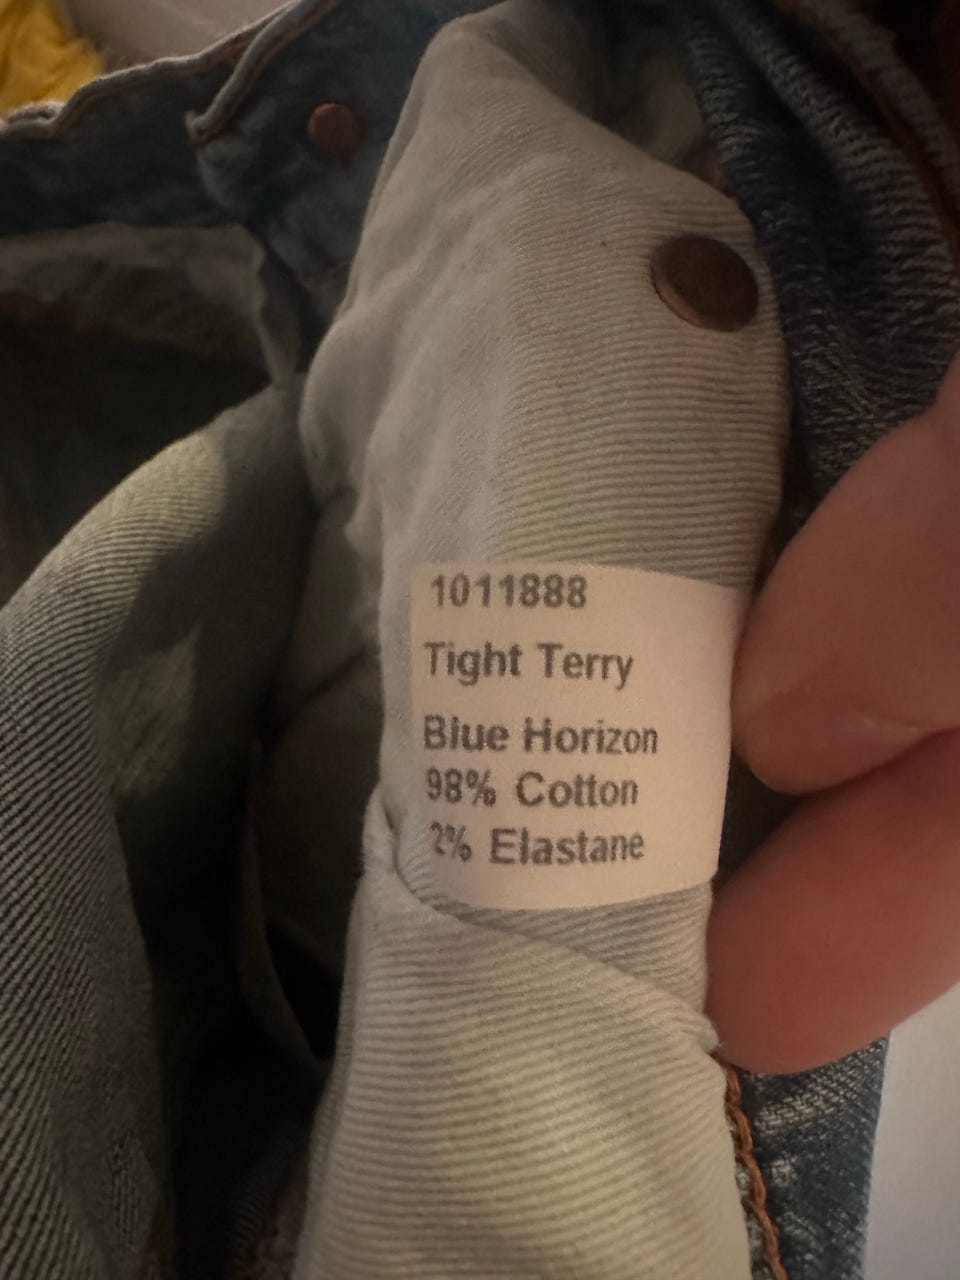 1011888
Tight Terry
Blue Horizon
98% Cotton
2% Elastane